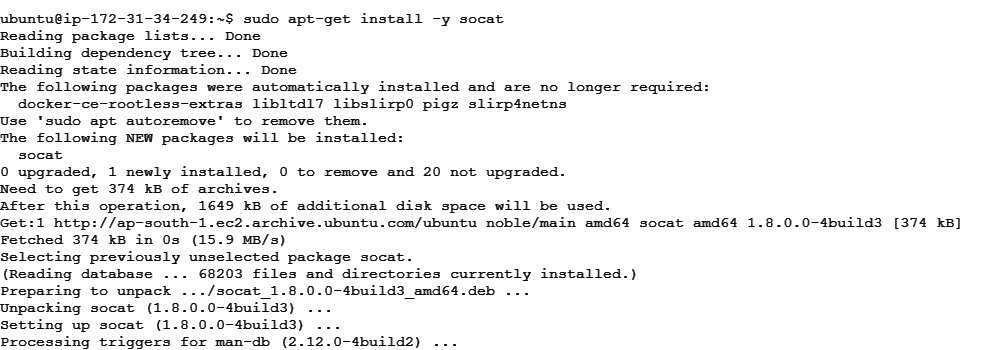 ubuntu@ip-172-31-34-249:~$ sudo apt-get install -y socat
Reading package lists... Done
Building dependency tree... Done
Reading state information... Done
The following packages were automatically installed and are no longer required:
  docker-ce-rootless-extras libltdl7 libslirp0 pigz slirp4netns
Use 'sudo apt autoremove' to remove them.
The following NEW packages will be installed:
  socat
0 upgraded, 1 newly installed, 0 to remove and 20 not upgraded.
Need to get 374 kB of archives.
After this operation, 1649 kB of additional disk space will be used.
Get:1 http://ap-south-1.ec2.archive.ubuntu.com/ubuntu noble/main amd64 socat amd64 1.8.0.0-4build3 [374 kB]
Fetched 374 kB in 0s (15.9 MB/s)
Selecting previously unselected package socat.
(Reading database ... 68203 files and directories currently installed.)
Preparing to unpack .../socat_1.8.0.0-4build3_amd64.deb ...
Unpacking socat (1.8.0.0-4build3) ...
Setting up socat (1.8.0.0-4build3) ...
Processing triggers for man-db (2.12.0-4build2) ...